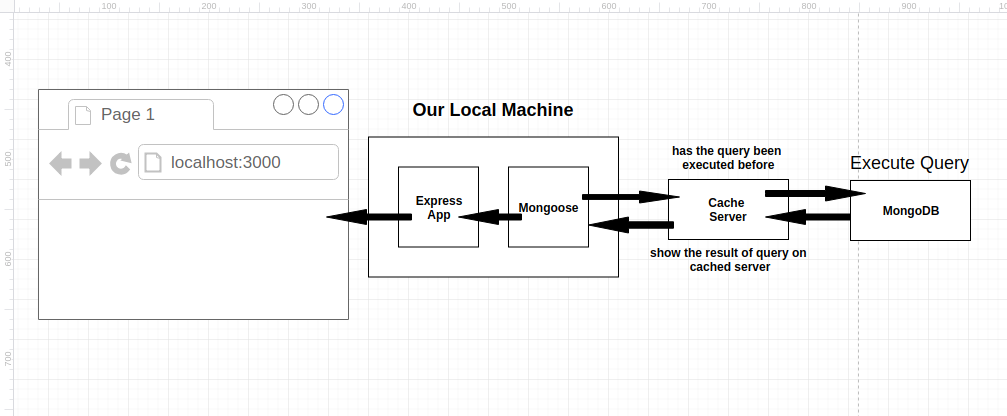 100 200 300 400 500 600 700 800 900
400
500
600
700
Our Local Machine
Page 1
localhost:3000
has the query been
executed before
Execute Query
Express
App
Mongoose
Cache
Server
MongoDB
show the result of query on
cached server